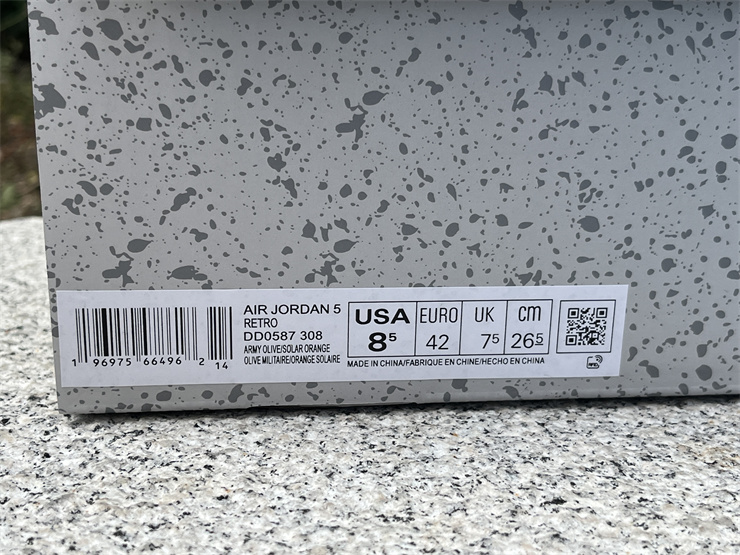 AIR JORDAN 5
RETRO
DD0587 308
ARMY OLIVE/SOLAR ORANGE
OLIVE MILITAIRE/ORANGE SOLAIRE
1 96975 66496 2
14
USA EURO UK cm
8⁵ 42 7⁵ 26⁵
MADE IN CHINA/FABRIQUE EN CHINE/HECHO EN CHINA